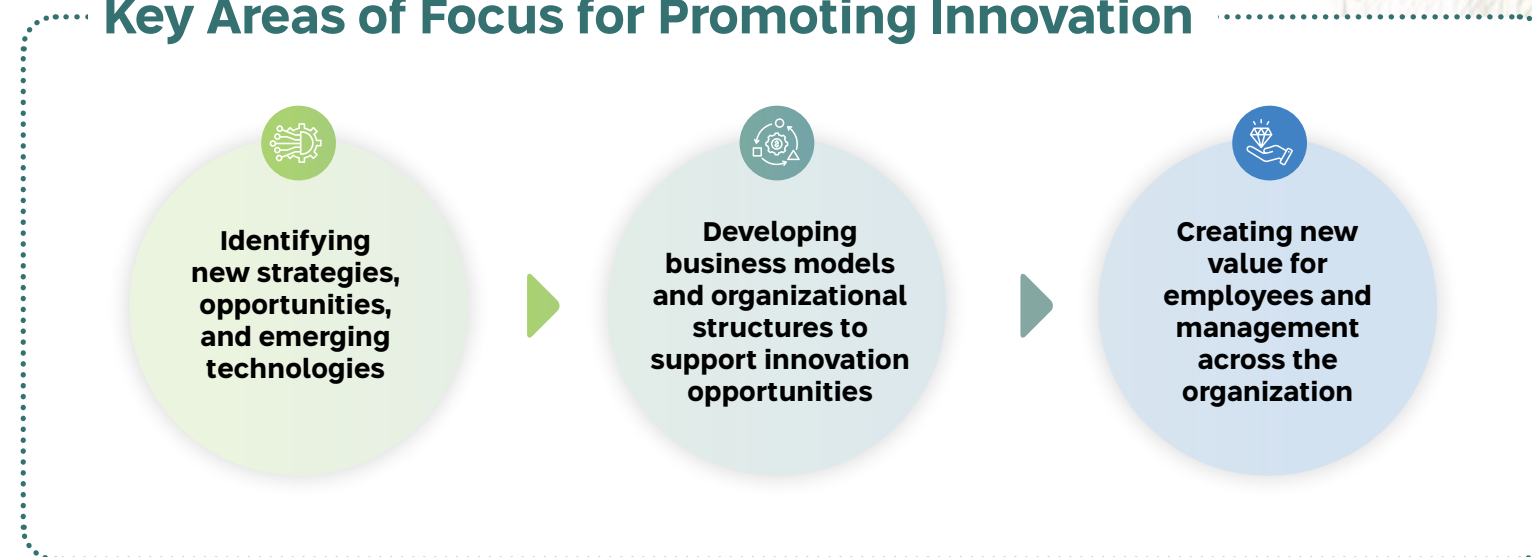 Key Areas of Focus for Promoting Innovation
Identifying
new strategies,
opportunities,
and emerging
technologies
Developing
business models
and organizational
structures to
support innovation
opportunities
Creating new
value for
employees and
management
across the
organization